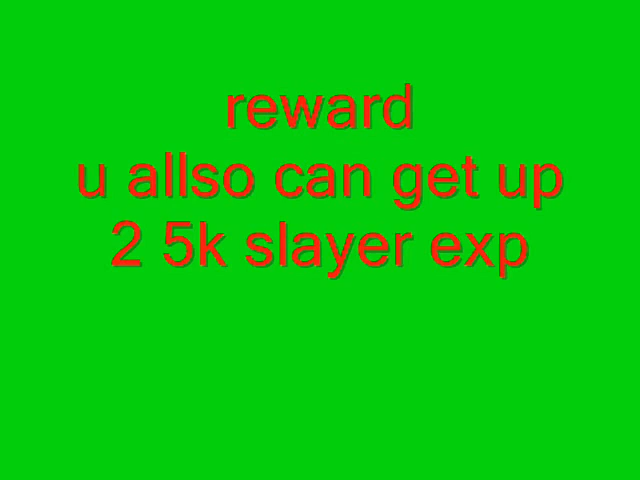 reward
u allso can get up
2 5k slayer exp